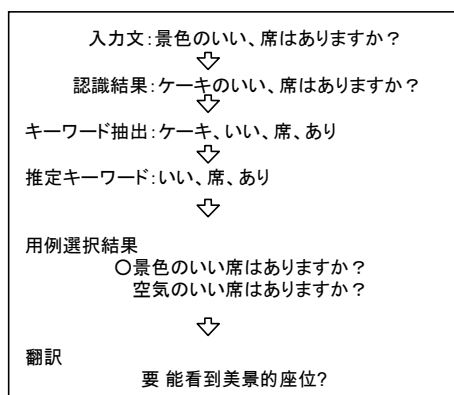 入力文：景色のいい、席はありますか？
認識結果：ケーキのいい、席はありますか？
キーワード抽出：ケーキ、いい、席、あり
推定キーワード：いい、席、あり
用例選択結果
○景色のいい席はありますか？
空気のいい席はありますか？
翻訳
要 能看到美景的座位?